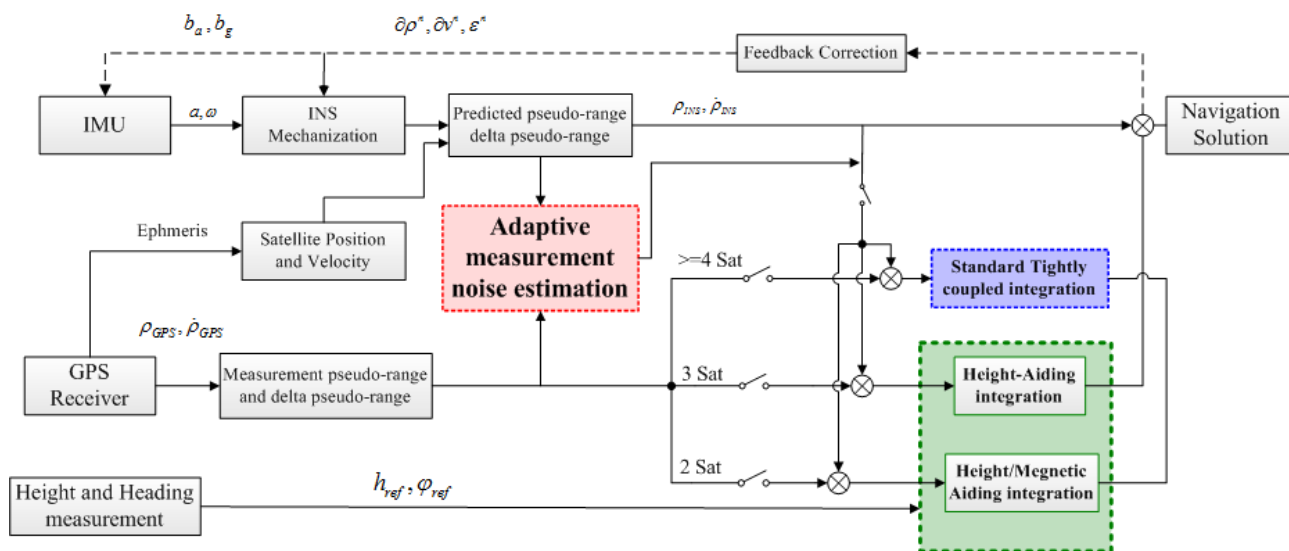 b_a, b_g
∂ρⁿ, ∂vⁿ, εⁿ
Feedback Correction
IMU
a, ω
INS
Mechanization
Predicted pseudo-range
delta pseudo-range
ρ_INS, ρ̇_INS
Navigation
Solution
Ephmeris
Satellite Position
and Velocity
Adaptive
measurement
noise estimation
>=4 Sat
Standard Tightly
coupled integration
ρ_GPS, ρ̇_GPS
GPS
Receiver
Measurement pseudo-range
and delta pseudo-range
3 Sat
Height-Aiding
integration
2 Sat
Height/Megnetic
Aiding integration
Height and Heading
measurement
h_ref, φ_ref